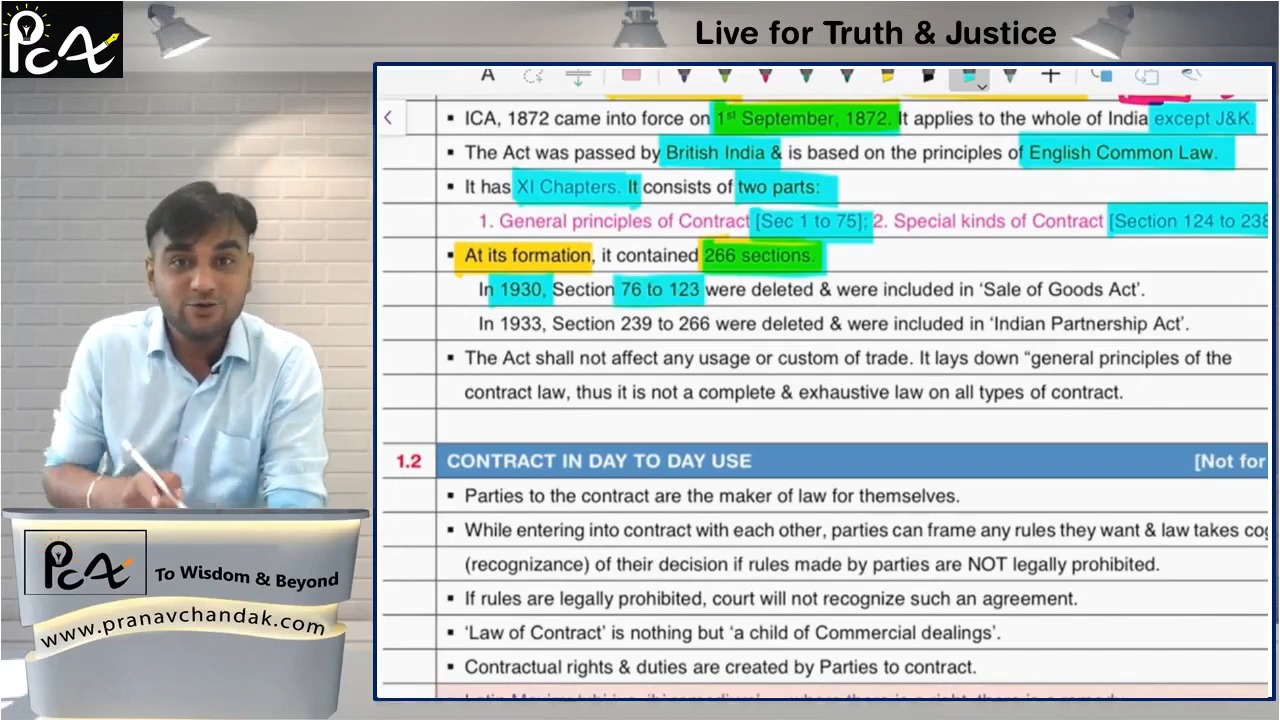 PCA
Live for Truth & Justice
A
ICA, 1872 came into force on 1st September, 1872. It applies to the whole of India except J&K.
The Act was passed by British India & is based on the principles of English Common Law.
It has XI Chapters. It consists of two parts:
1. General principles of Contract [Sec 1 to 75]; 2. Special kinds of Contract [Section 124 to 238
At its formation, it contained 266 sections.
In 1930, Section 76 to 123 were deleted & were included in ‘Sale of Goods Act’.
In 1933, Section 239 to 266 were deleted & were included in ‘Indian Partnership Act’.
The Act shall not affect any usage or custom of trade. It lays down “general principles of the
contract law, thus it is not a complete & exhaustive law on all types of contract.
1.2 CONTRACT IN DAY TO DAY USE [Not for
Parties to the contract are the maker of law for themselves.
While entering into contract with each other, parties can frame any rules they want & law takes cog
(recognizance) of their decision if rules made by parties are NOT legally prohibited.
If rules are legally prohibited, court will not recognize such an agreement.
‘Law of Contract’ is nothing but ‘a child of Commercial dealings’.
Contractual rights & duties are created by Parties to contract.
PCA To Wisdom & Beyond
www.pranavchandak.com